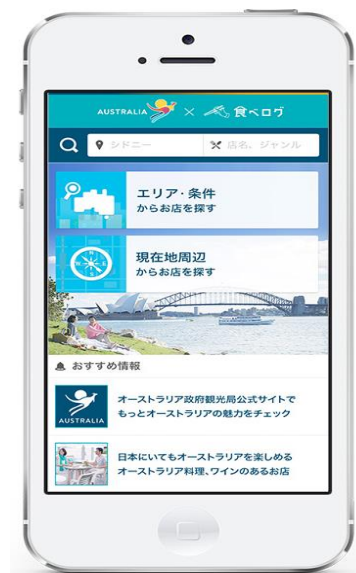 AUSTRALIA × 食べログ
シドニー 店名、ジャンル
エリア・条件
からお店を探す
現在地周辺
からお店を探す
おすすめ情報
AUSTRALIA
オーストラリア政府観光局公式サイトで
もっとオーストラリアの魅力をチェック
日本にいてもオーストラリアを楽しめる
オーストラリア料理、ワインのあるお店